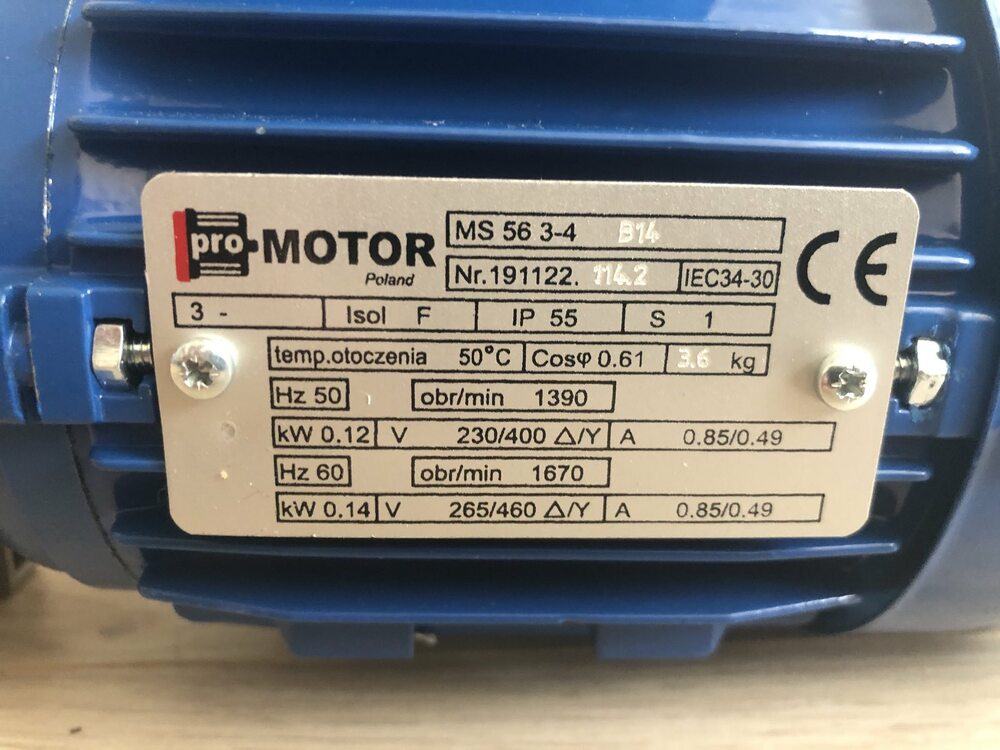 pro-MOTOR
Poland
MS 56 3-4 B14
Nr.191122. 114.2 IEC34-30
CE
3 - Isol F IP 55 S 1
temp.otoczenia 50°C Cosφ 0.61 3.6 kg
Hz 50 obr/min 1390
kW 0.12 V 230/400 Δ/Y A 0.85/0.49
Hz 60 obr/min 1670
kW 0.14 V 265/460 Δ/Y A 0.85/0.49